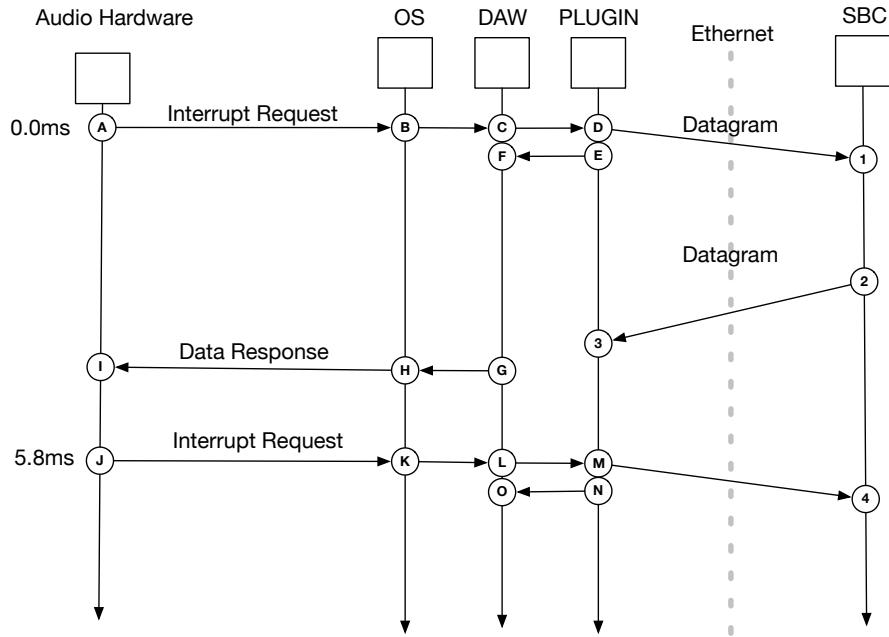 Audio Hardware OS DAW PLUGIN SBC
Ethernet
0.0ms A Interrupt Request B C D Datagram
F E 1
Datagram
2
3
I Data Response H G
5.8ms J Interrupt Request K L M
O N 4